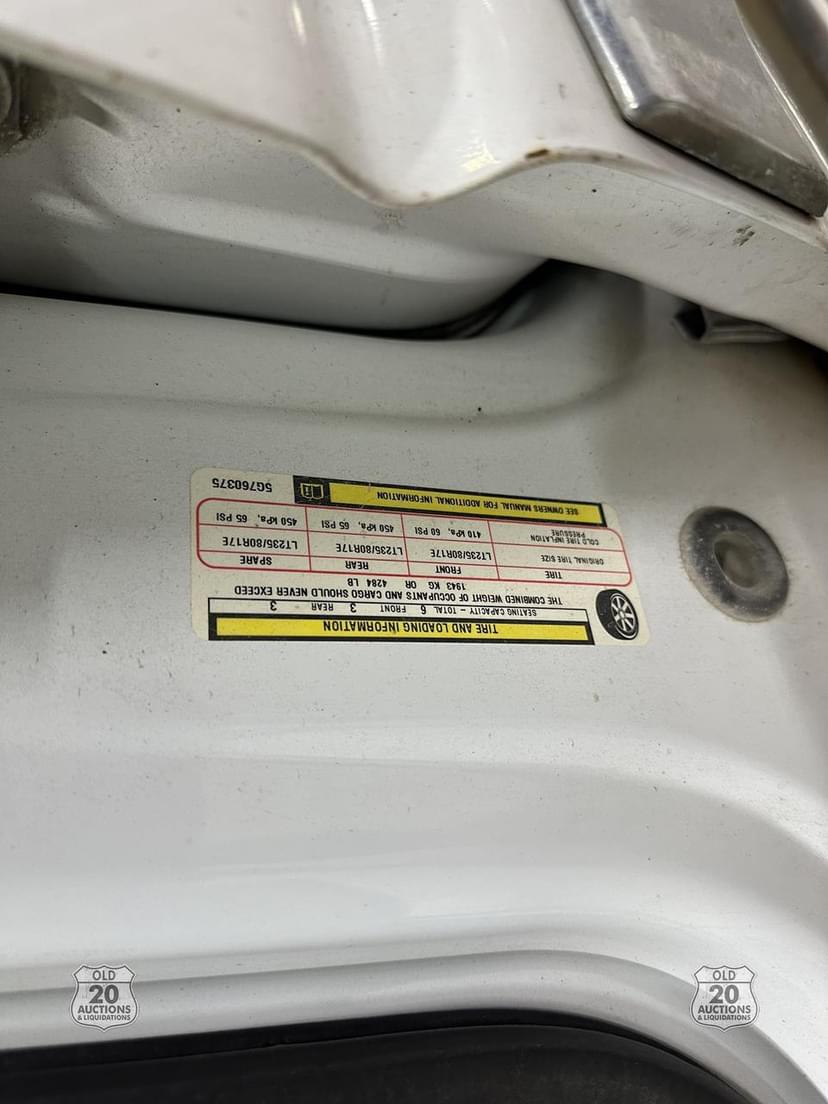 TIRE AND LOADING INFORMATION
SEATING CAPACITY – TOTAL 6 FRONT 3 REAR 3
THE COMBINED WEIGHT OF OCCUPANTS AND CARGO SHOULD NEVER EXCEED
1943 KG OR 4284 LB
TIRE FRONT REAR SPARE
ORIGINAL TIRE SIZE LT235/80R17E LT235/80R17E LT235/80R17E
COLD TIRE INFLATION PRESSURE 410 kPa, 60 PSI 450 kPa, 65 PSI 450 kPa, 65 PSI
SEE OWNERS MANUAL FOR ADDITIONAL INFORMATION 5G760375
OLD
20
AUCTIONS
& LIQUIDATIONS
OLD
20
AUCTIONS
& LIQUIDATIONS